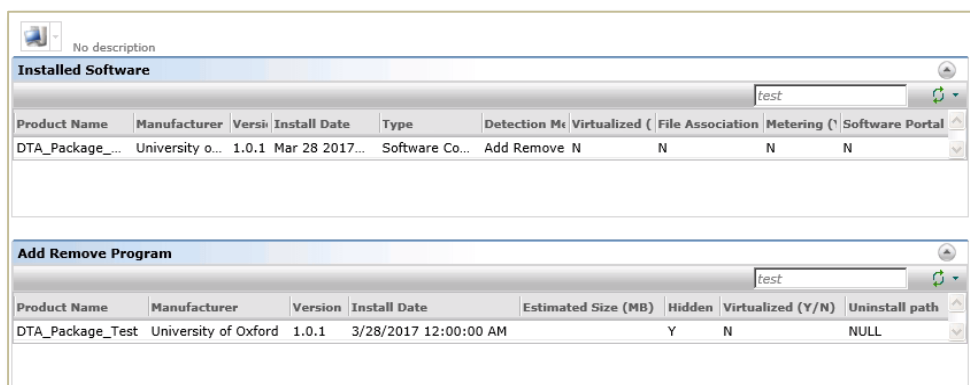 No description
Installed Software
test
Product Name Manufacturer Versi Install Date Type Detection Me Virtualized ( File Association Metering (Y Software Portal
DTA_Package_... University o... 1.0.1 Mar 28 2017... Software Co... Add Remove N N N N
Add Remove Program
test
Product Name Manufacturer Version Install Date Estimated Size (MB) Hidden Virtualized (Y/N) Uninstall path
DTA_Package_Test University of Oxford 1.0.1 3/28/2017 12:00:00 AM Y N NULL